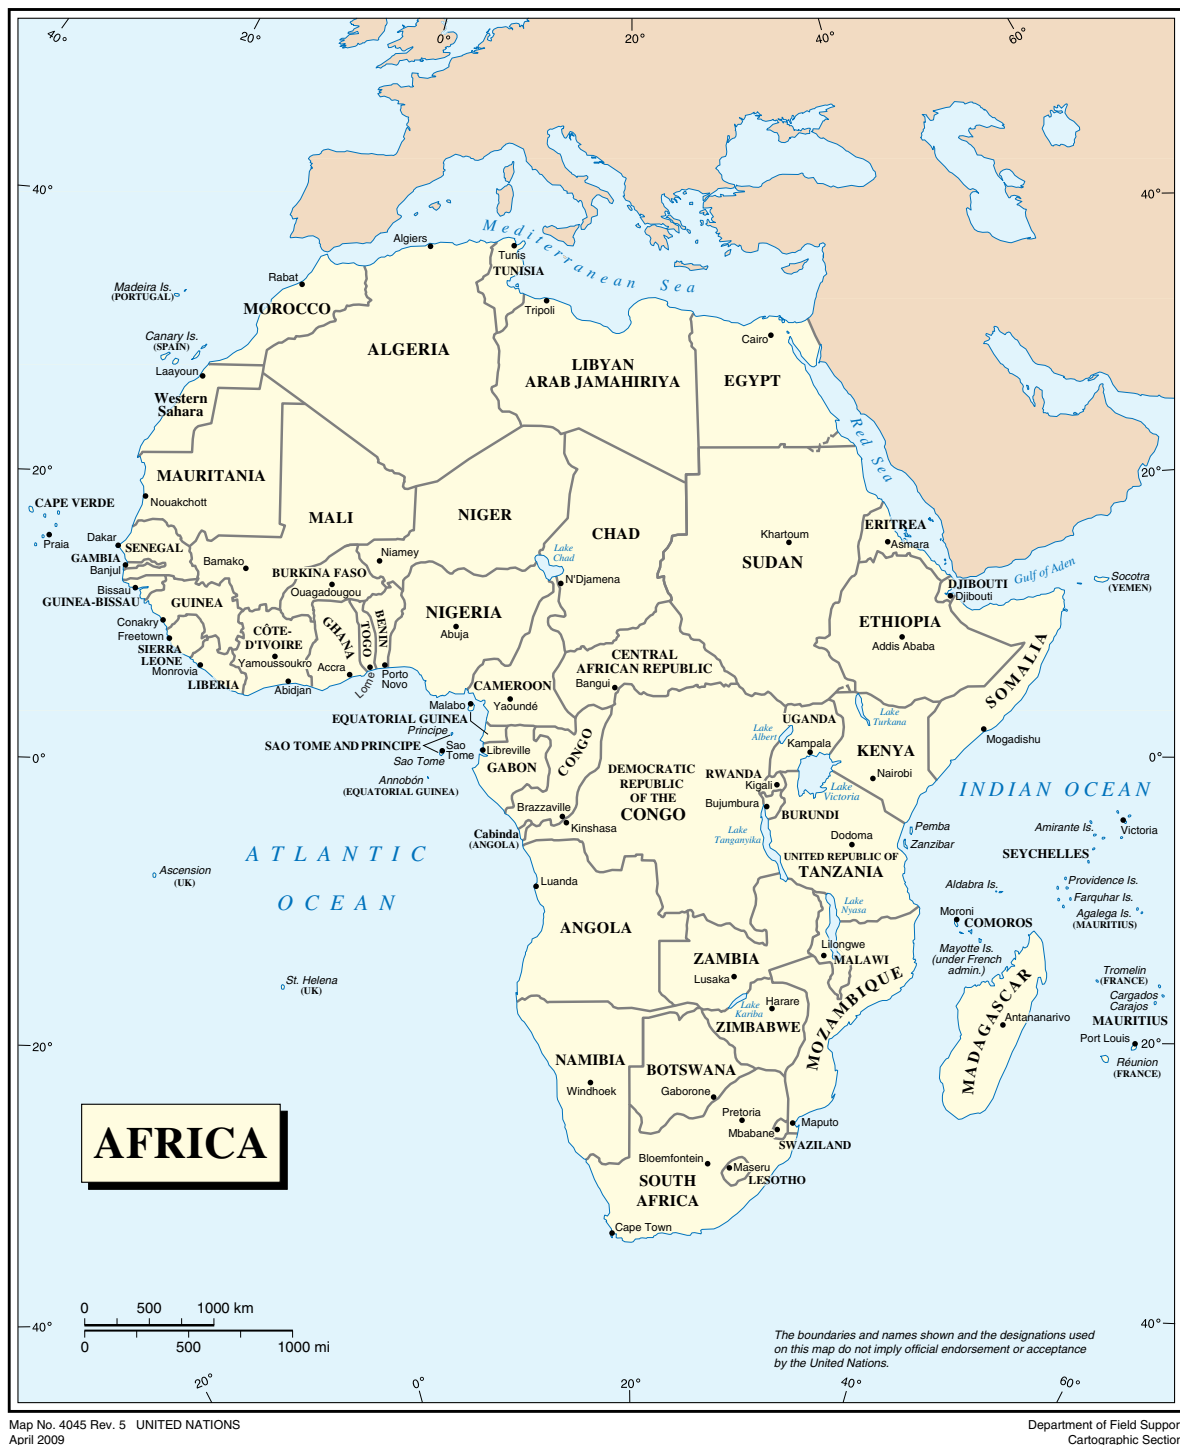 40°
20°
0°
20°
40°
60°
40°
40°
Mediterranean Sea
Algiers
Tunis
TUNISIA
Rabat
Madeira Is.
(PORTUGAL)
MOROCCO
Tripoli
Canary Is.
(SPAIN)
Cairo
ALGERIA
LIBYAN
ARAB JAMAHIRIYA
EGYPT
Laayoun
Western
Sahara
Red Sea
20°
20°
MAURITANIA
Nouakchott
CAPE VERDE
Praia
MALI
NIGER
CHAD
Khartoum
SUDAN
ERITREA
Asmara
Dakar
SENEGAL
GAMBIA
Banjul
Bamako
Niamey
Lake
Chad
N'Djamena
BURKINA FASO
Ouagadougou
Bissau
GUINEA-BISSAU
GUINEA
DJIBOUTI
Djibouti
Gulf of Aden
Socotra
(YEMEN)
NIGERIA
Abuja
BENIN
TOGO
GHANA
CÔTE-
D'IVOIRE
Yamoussoukro
Conakry
Freetown
SIERRA
LEONE
Monrovia
LIBERIA
Abidjan
Accra
Lome
Porto
Novo
ETHIOPIA
Addis Ababa
SOMALIA
CENTRAL
AFRICAN REPUBLIC
Bangui
CAMEROON
Yaoundé
Malabo
EQUATORIAL GUINEA
Principe
SAO TOME AND PRINCIPE
Sao
Tome
Sao Tome
Libreville
GABON
CONGO
Annobón
(EQUATORIAL GUINEA)
0°
0°
UGANDA
Lake
Albert
Kampala
Lake
Turkana
KENYA
Nairobi
Mogadishu
DEMOCRATIC
REPUBLIC
OF THE
CONGO
RWANDA
Kigali
Bujumbura
BURUNDI
Lake
Victoria
INDIAN OCEAN
Brazzaville
Kinshasa
Cabinda
(ANGOLA)
Lake
Tanganyika
Dodoma
UNITED REPUBLIC OF
TANZANIA
Pemba
Zanzibar
Amirante Is.
Victoria
SEYCHELLES
ATLANTIC
OCEAN
Ascension
(UK)
Luanda
Aldabra Is.
Providence Is.
Farquhar Is.
Agalega Is.
(MAURITIUS)
Lake
Nyasa
Moroni
COMOROS
ANGOLA
Mayotte Is.
(under French
admin.)
Lilongwe
MALAWI
ZAMBIA
Lusaka
St. Helena
(UK)
Tromelin
(FRANCE)
Cargados
Carajos
MAURITIUS
Port Louis
Réunion
(FRANCE)
Lake
Kariba
Harare
ZIMBABWE
MOZAMBIQUE
MADAGASCAR
Antananarivo
20°
20°
NAMIBIA
Windhoek
BOTSWANA
Gaborone
Pretoria
Mbabane
Maputo
SWAZILAND
AFRICA
Bloemfontein
Maseru
LESOTHO
SOUTH
AFRICA
Cape Town
0 500 1000 km
0 500 1000 mi
40°
40°
The boundaries and names shown and the designations used
on this map do not imply official endorsement or acceptance
by the United Nations.
20°
0°
20°
40°
60°
Map No. 4045 Rev. 5 UNITED NATIONS
April 2009
Department of Field Suppor
Cartographic Section